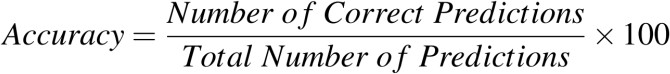 Accuracy = Number of Correct Predictions / Total Number of Predictions × 100